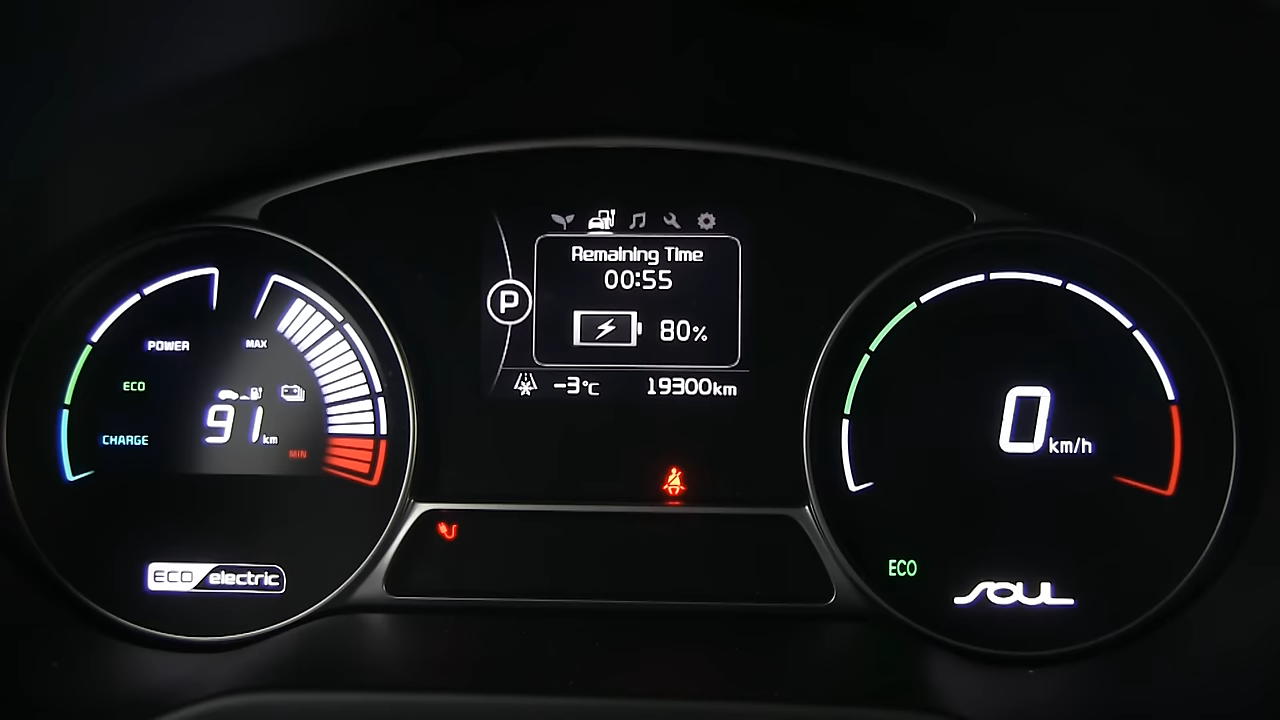 Remaining Time
00:55
P
80%
-3°C 19300km
POWER MAX
ECO
91 km
CHARGE
MIN
ECO electric
0 km/h
ECO
SOUL